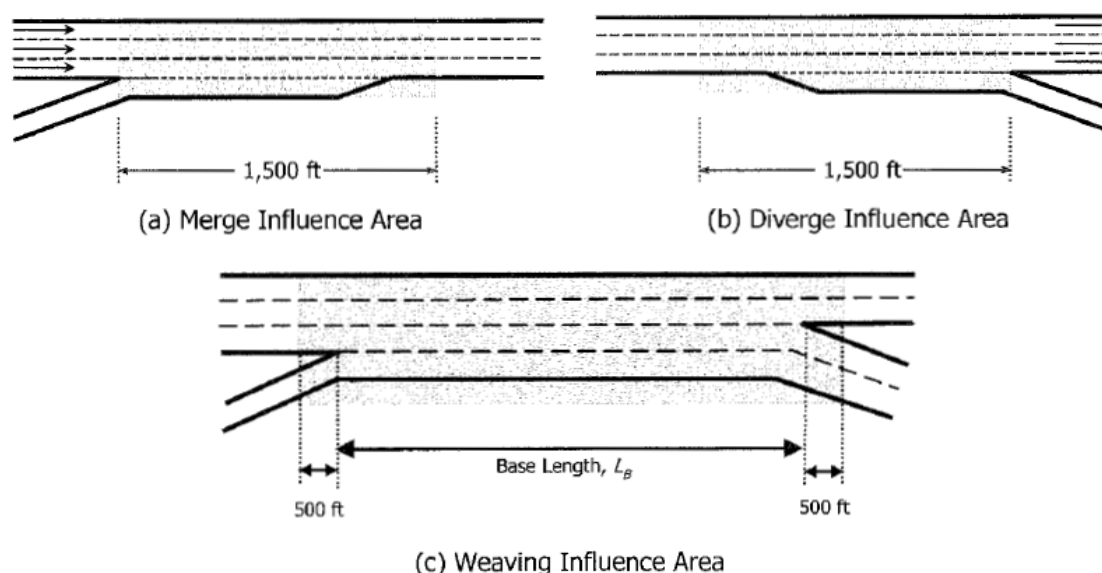 1,500 ft
1,500 ft
(a) Merge Influence Area
(b) Diverge Influence Area
Base Length, L_B
500 ft
500 ft
(c) Weaving Influence Area